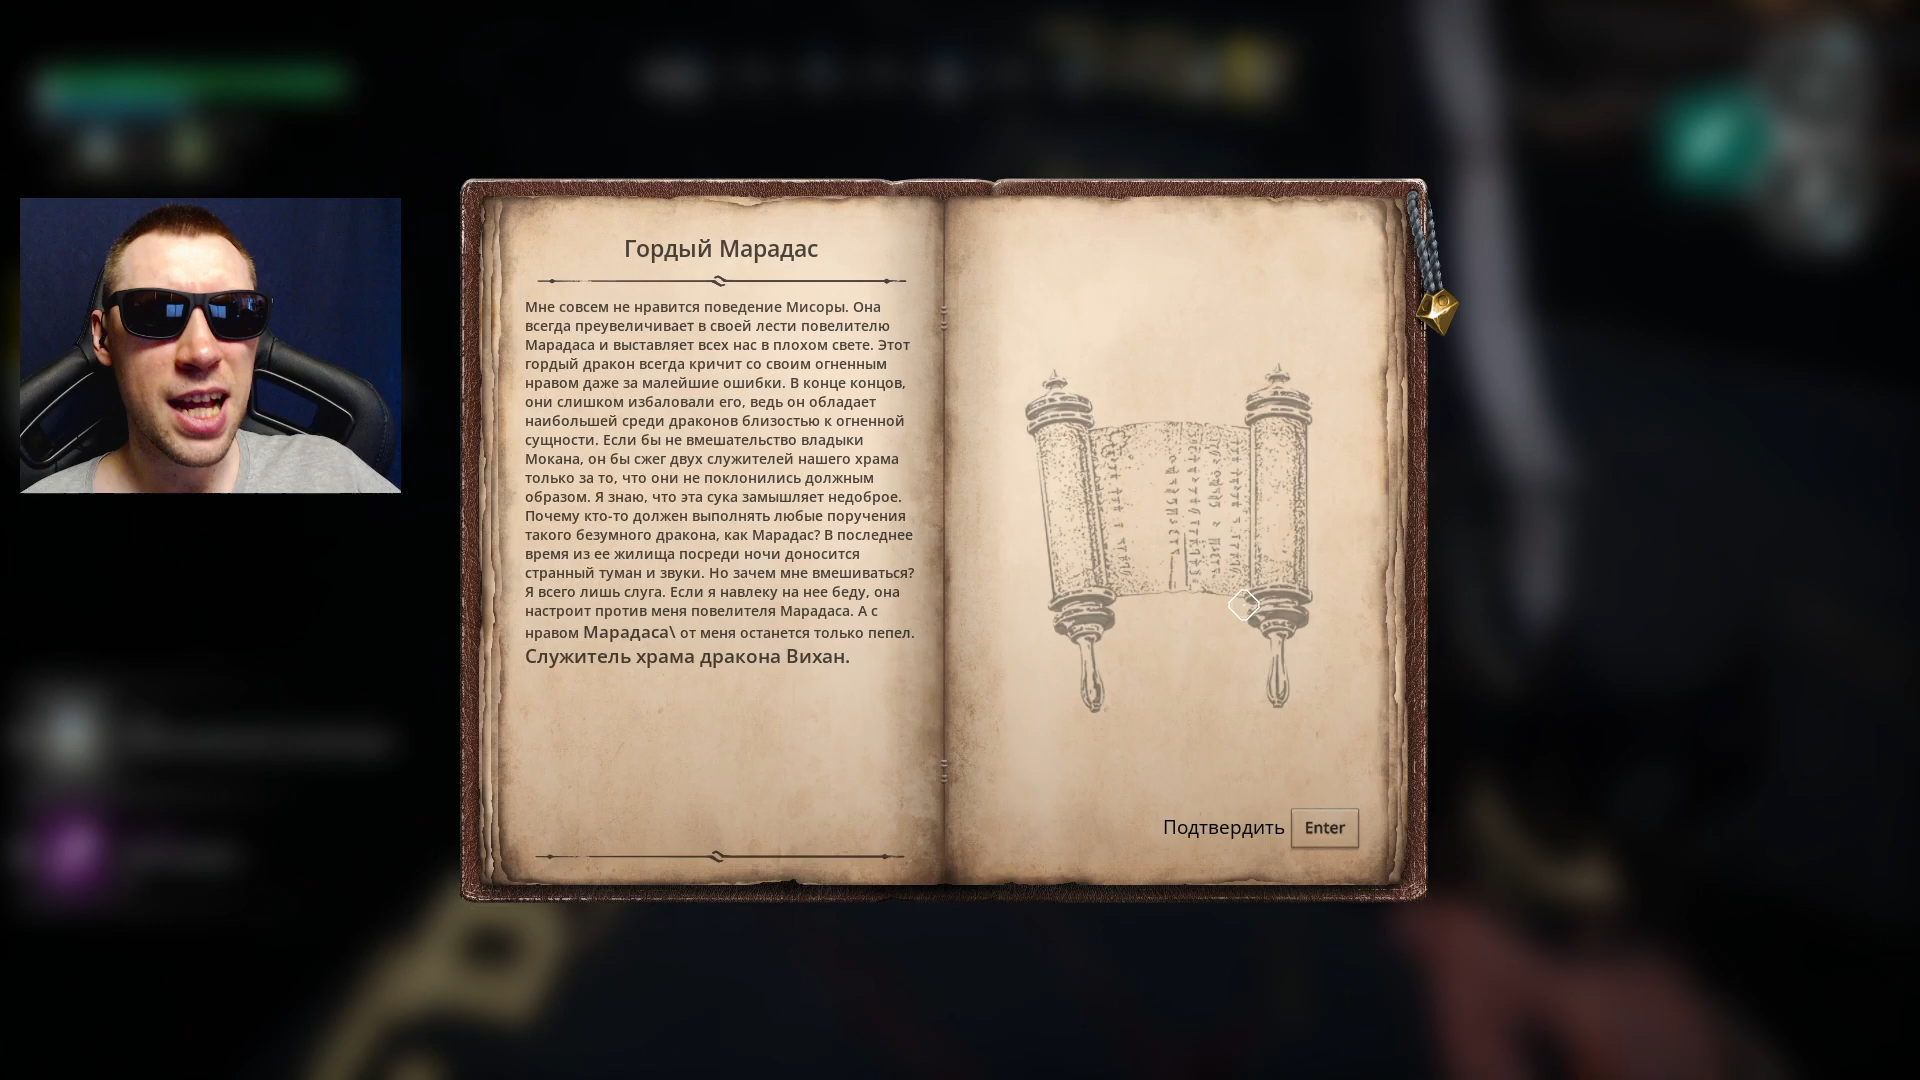 Гордый Марадас
Мне совсем не нравится поведение Мисоры. Она
всегда преувеличивает в своей лести повелителю
Марадаса и выставляет всех нас в плохом свете. Этот
гордый дракон всегда кричит со своим огненным
нравом даже за малейшие ошибки. В конце концов,
они слишком избаловали его, ведь он обладает
наибольшей среди драконов близостью к огненной
сущности. Если бы не вмешательство владыки
Мокана, он бы сжег двух служителей нашего храма
только за то, что они не поклонились должным
образом. Я знаю, что эта сука замышляет недоброе.
Почему кто-то должен выполнять любые поручения
такого безумного дракона, как Марадас? В последнее
время из ее жилища посреди ночи доносится
странный туман и звуки. Но зачем мне вмешиваться?
Я всего лишь слуга. Если я навлеку на нее беду, она
настроит против меня повелителя Марадаса. А с
нравом Марадаса\ от меня останется только пепел.
Служитель храма дракона Вихан.
Подтвердить Enter